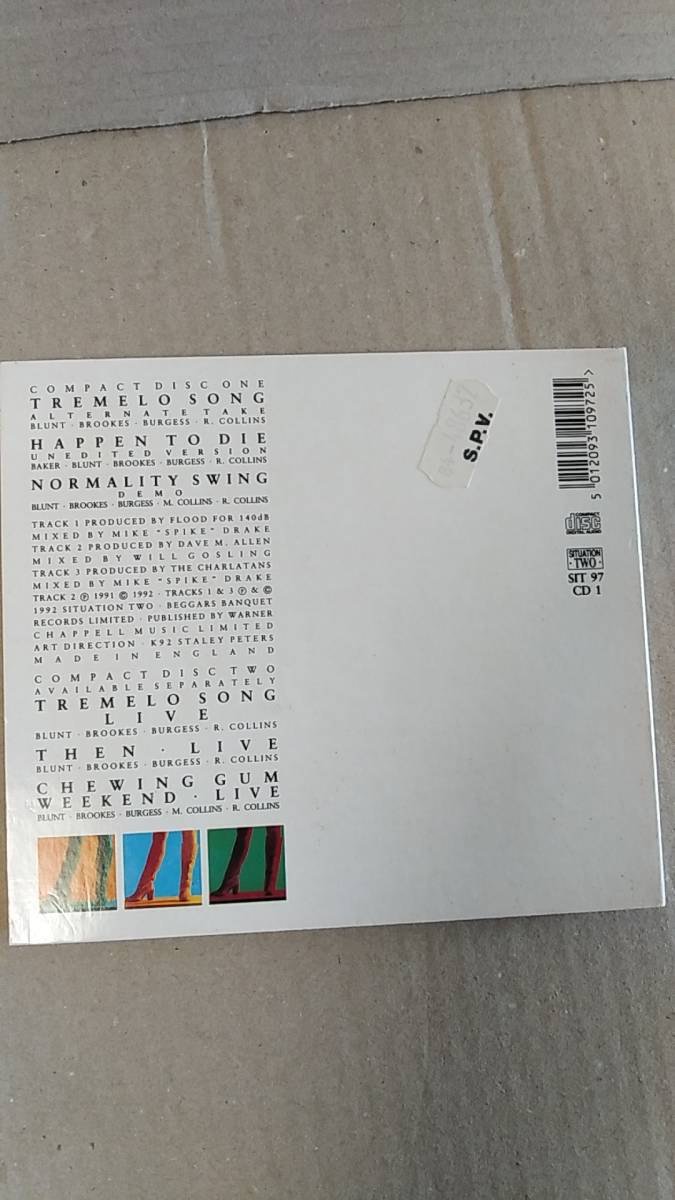 COMPACT DISC ONE
TREMELO SONG
ALTERNATE TAKE
BLUNT · BROOKES · BURGESS · R. COLLINS
HAPPEN TO DIE
UNEDITED VERSION
BAKER · BLUNT · BROOKES · BURGESS · R. COLLINS
NORMALITY SWING
DEMO
BLUNT · BROOKES · BURGESS · M. COLLINS · R. COLLINS
TRACK 1 PRODUCED BY FLOOD FOR 140dB
MIXED BY MIKE "SPIKE" DRAKE
TRACK 2 PRODUCED BY DAVE M. ALLEN
MIXED BY WILL GOSLING
TRACK 3 PRODUCED BY THE CHARLATANS
MIXED BY MIKE "SPIKE" DRAKE
TRACK 2 ℗ 1991 © 1992 · TRACKS 1 & 3 ℗ & ©
1992 SITUATION TWO · BEGGARS BANQUET
RECORDS LIMITED · PUBLISHED BY WARNER
CHAPPELL MUSIC LIMITED
ART DIRECTION · K92 STALEY PETERS
MADE IN ENGLAND
COMPACT DISC TWO
AVAILABLE SEPARATELY
TREMELO SONG
LIVE
BLUNT · BROOKES · BURGESS · R. COLLINS
THEN · LIVE
BLUNT · BROOKES · BURGESS · R. COLLINS
CHEWING GUM
WEEKEND · LIVE
BLUNT · BROOKES · BURGESS · M. COLLINS · R. COLLINS
S.P.V.
5 012093 109725 >
COMPACT
disc
DIGITAL AUDIO
SITUATION
· TWO ·
SIT 97
CD 1